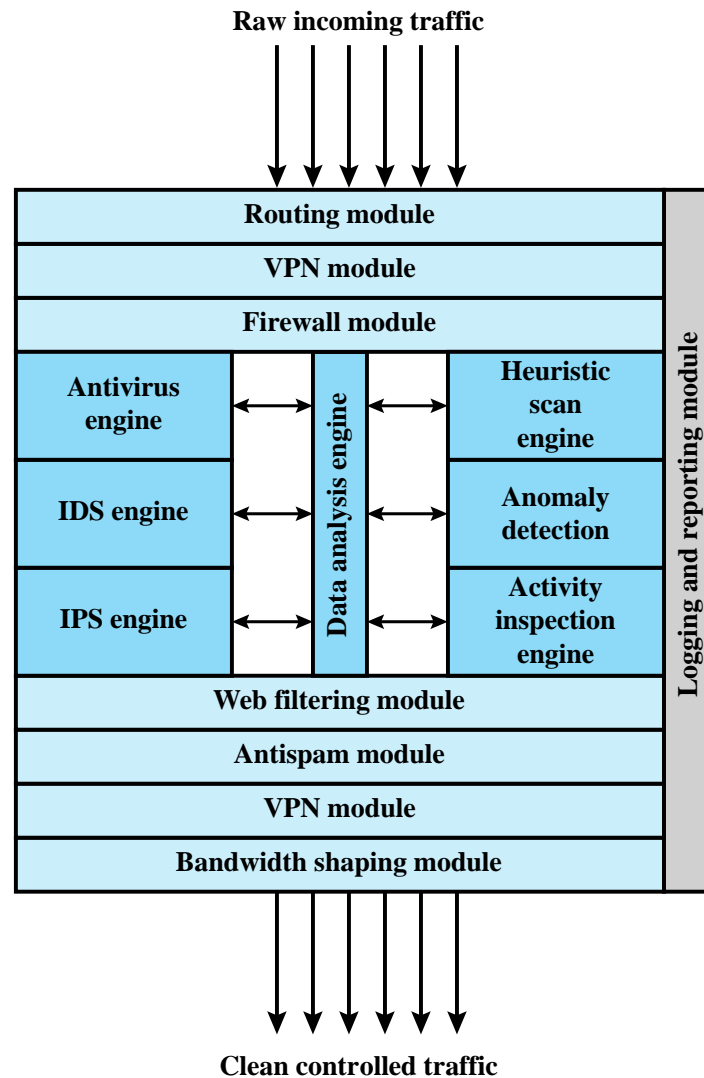 Raw incoming traffic
Routing module
VPN module
Firewall module
Antivirus
engine
IDS engine
IPS engine
Data analysis engine
Heuristic
scan
engine
Anomaly
detection
Activity
inspection
engine
Web filtering module
Antispam module
VPN module
Bandwidth shaping module
Logging and reporting module
Clean controlled traffic